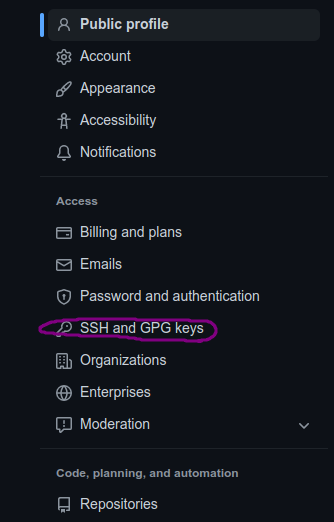 Public profile
Account
Appearance
Accessibility
Notifications
Access
Billing and plans
Emails
Password and authentication
SSH and GPG keys
Organizations
Enterprises
Moderation
Code, planning, and automation
Repositories